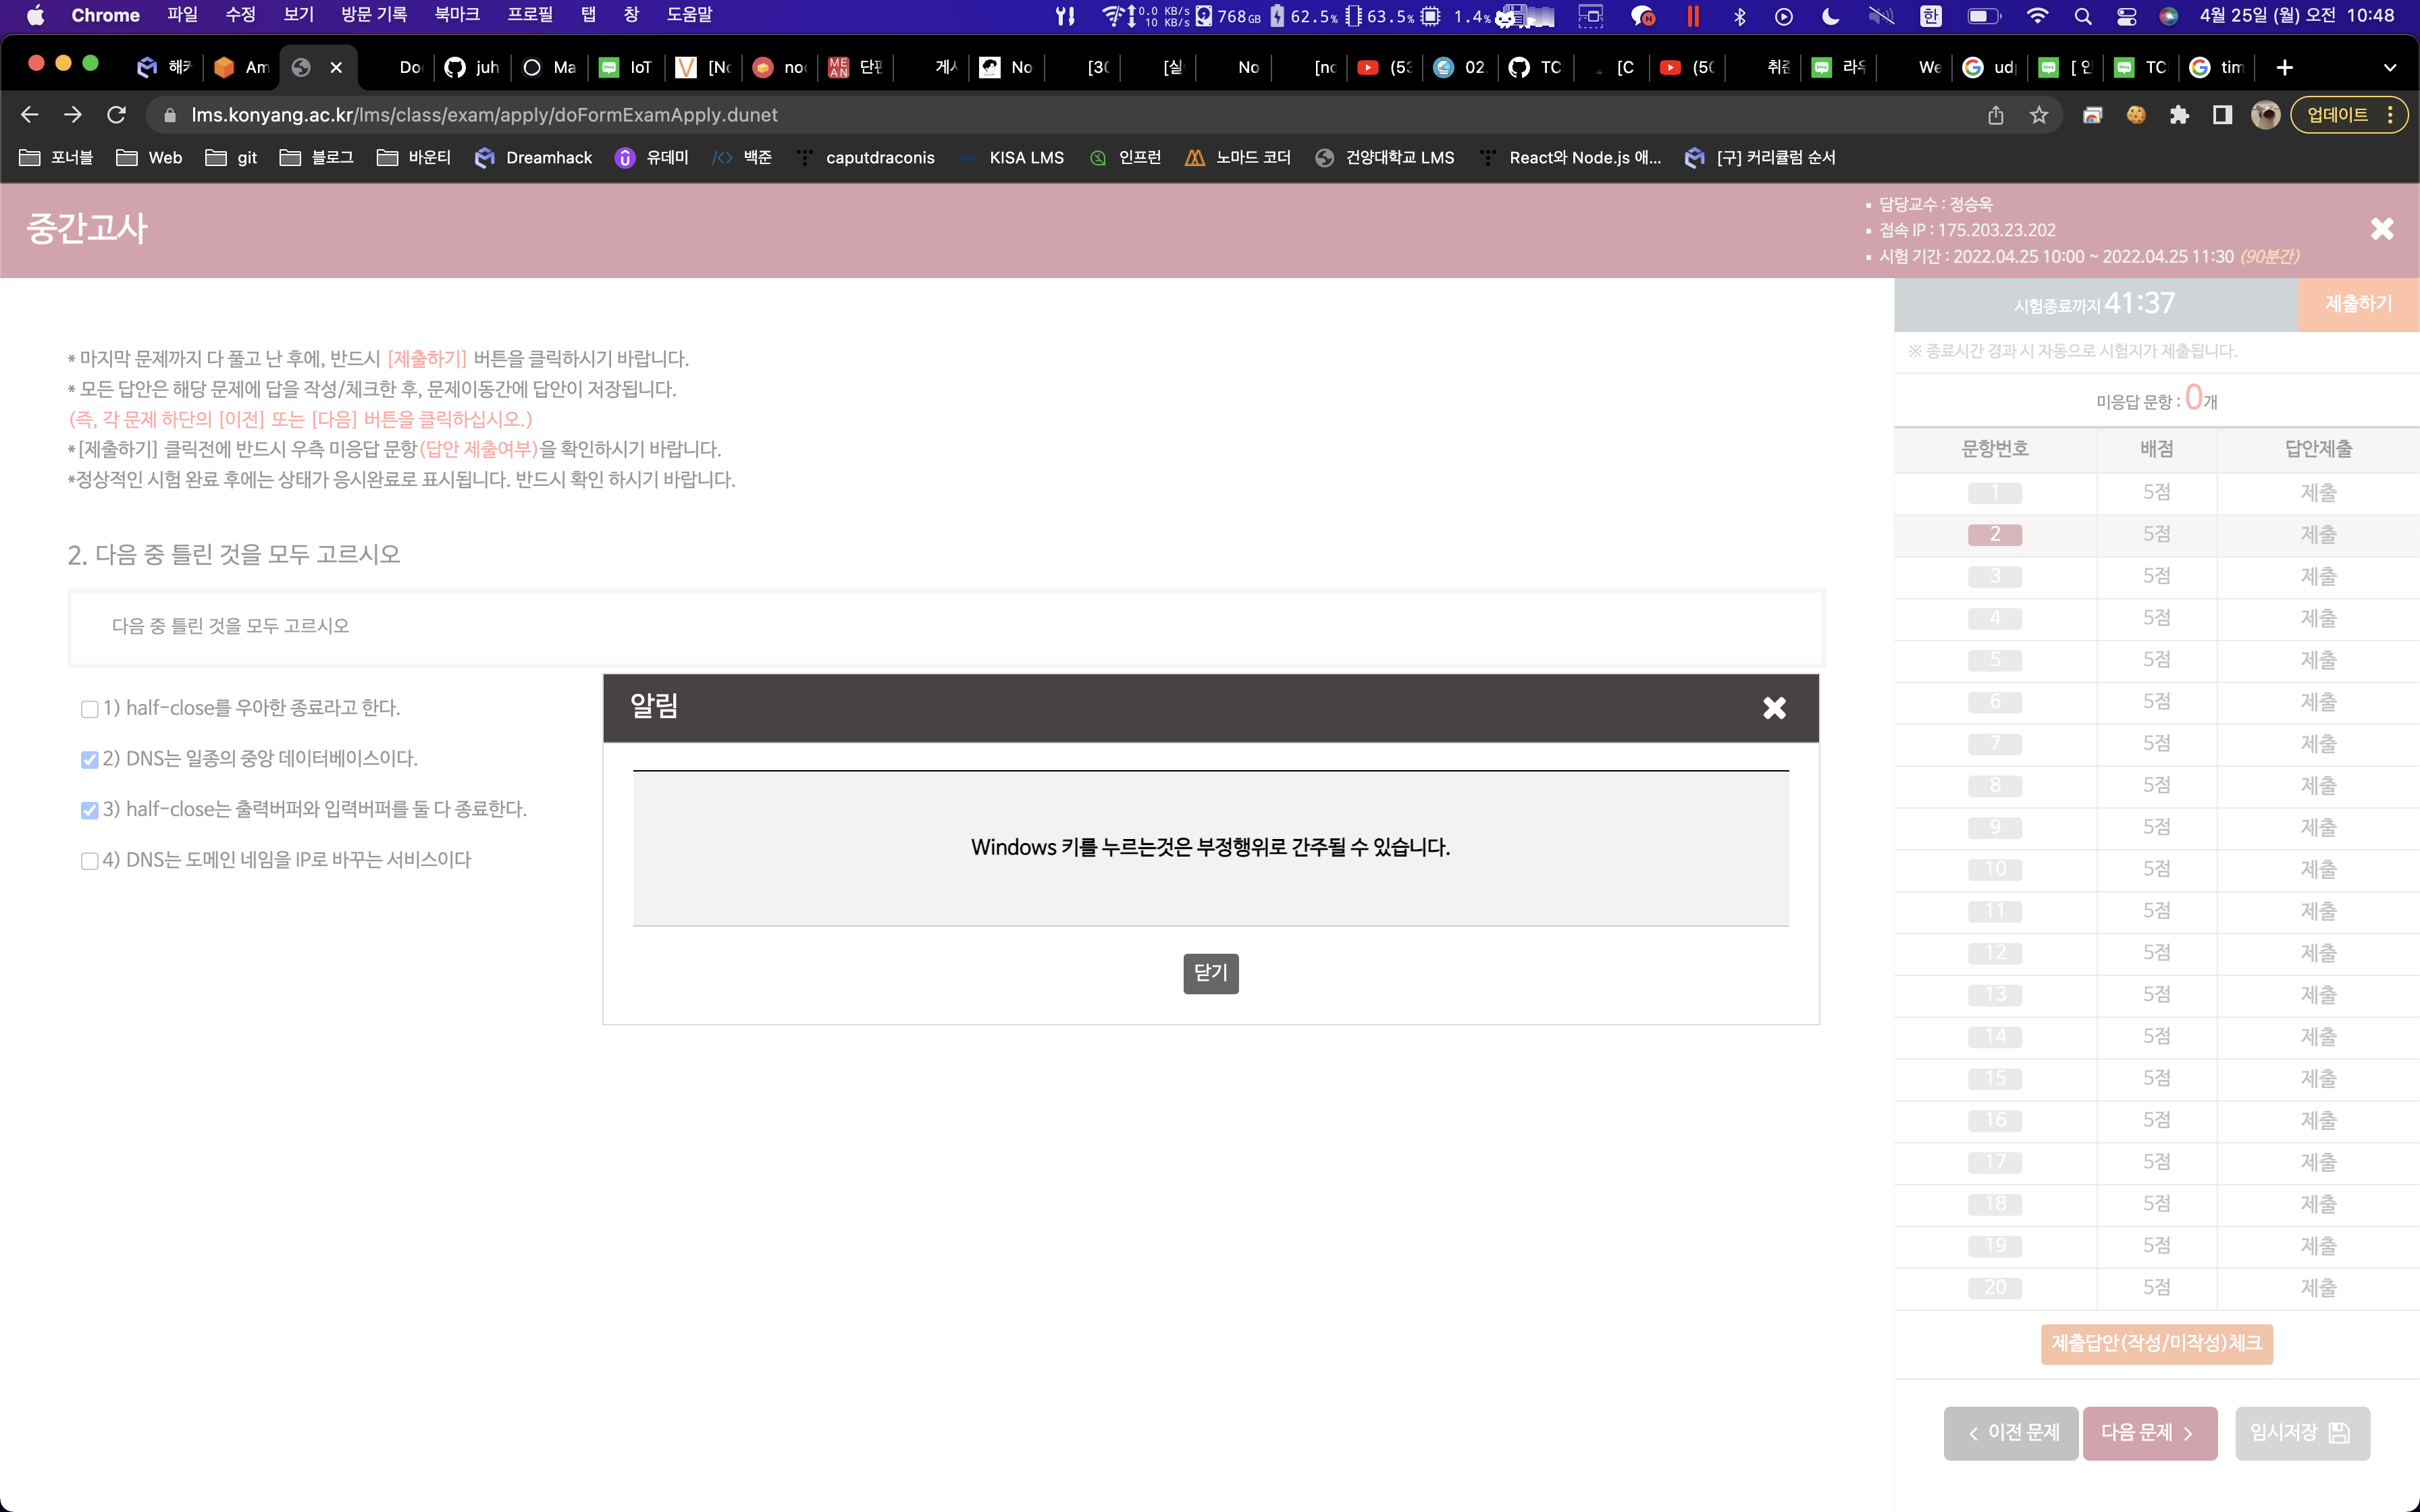 Chrome 파일 수정 보기 방문 기록 북마크 프로필 탭 창 도움말 0.0 KB/s 10 KB/s 768GB 62.5% 63.5% 1.4% 한 4월 25일 (월) 오전 10:48
해커 Am Do juh Ma IoT [No noc MEAN 단편 게시 No [30 [실 No [no (53 02. TC [C (50 취준 라우 We udp [ 인 TC tim
lms.konyang.ac.kr/lms/class/exam/apply/doFormExamApply.dunet 업데이트
포너블 Web git 블로그 바운티 Dreamhack 유데미 백준 caputdraconis KISA LMS 인프런 노마드 코더 건양대학교 LMS React와 Node.js 애... [구] 커리큘럼 순서
중간고사
담당교수 : 정승욱
접속 IP : 175.203.23.202
시험 기간 : 2022.04.25 10:00 ~ 2022.04.25 11:30 (90분간)
* 마지막 문제까지 다 풀고 난 후에, 반드시 [제출하기] 버튼을 클릭하시기 바랍니다.
* 모든 답안은 해당 문제에 답을 작성/체크한 후, 문제이동간에 답안이 저장됩니다.
(즉, 각 문제 하단의 [이전] 또는 [다음] 버튼을 클릭하십시오.)
*[제출하기] 클릭전에 반드시 우측 미응답 문항(답안 제출여부)을 확인하시기 바랍니다.
*정상적인 시험 완료 후에는 상태가 응시완료로 표시됩니다. 반드시 확인 하시기 바랍니다.
2. 다음 중 틀린 것을 모두 고르시오
다음 중 틀린 것을 모두 고르시오
1) half-close를 우아한 종료라고 한다.
2) DNS는 일종의 중앙 데이터베이스이다.
3) half-close는 출력버퍼와 입력버퍼를 둘 다 종료한다.
4) DNS는 도메인 네임을 IP로 바꾸는 서비스이다
알림
Windows 키를 누르는것은 부정행위로 간주될 수 있습니다.
닫기
시험종료까지 41:37 제출하기
※ 종료시간 경과 시 자동으로 시험지가 제출됩니다.
미응답 문항 : 0개
문항번호 배점 답안제출
1 5점 제출
2 5점 제출
3 5점 제출
4 5점 제출
5 5점 제출
6 5점 제출
7 5점 제출
8 5점 제출
9 5점 제출
10 5점 제출
11 5점 제출
12 5점 제출
13 5점 제출
14 5점 제출
15 5점 제출
16 5점 제출
17 5점 제출
18 5점 제출
19 5점 제출
20 5점 제출
제출답안(작성/미작성)체크
이전 문제 다음 문제 임시저장